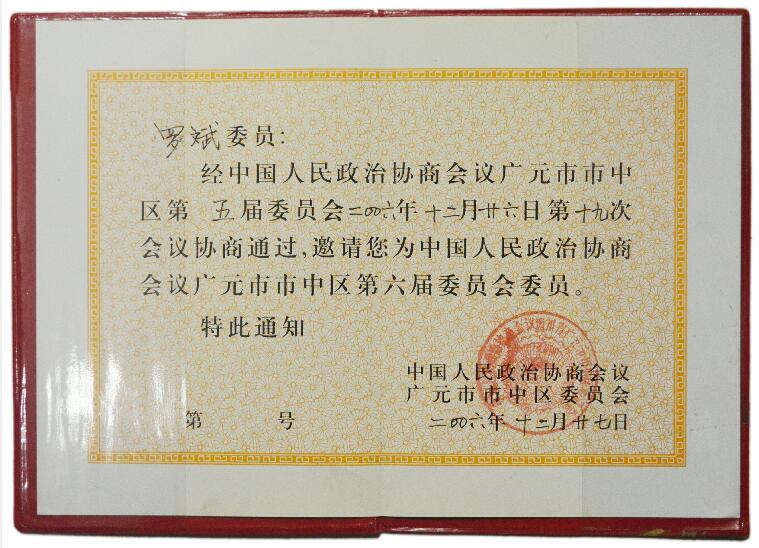 罗斌委员:
经中国人民政治协商会议广元市市中
区第 五届委员会二〇〇六年十二月廿六日第十九次
会议协商通过,邀请您为中国人民政治协商
会议广元市市中区第六届委员会委员。
特此通知
中国人民政治协商会议
广元市市中区委员会
第 号
二〇〇六年十二月廿七日